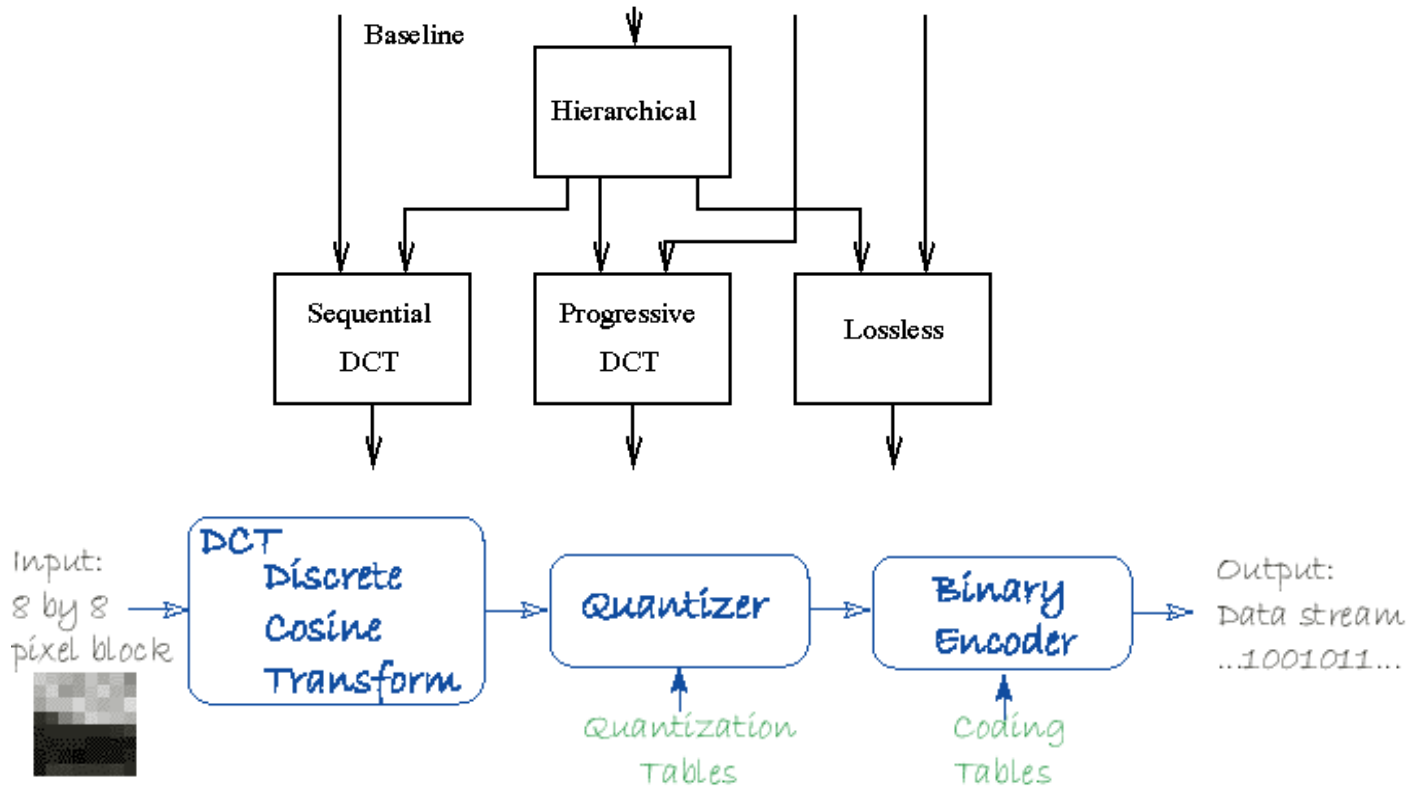 Baseline
Hierarchical
Sequential
DCT
Progressive
DCT
Lossless
Input:
8 by 8
pixel block
DCT
Discrete
Cosine
Transform
Quantizer
Quantization
Tables
Binary
Encoder
Coding
Tables
Output:
Data stream
...1001011...